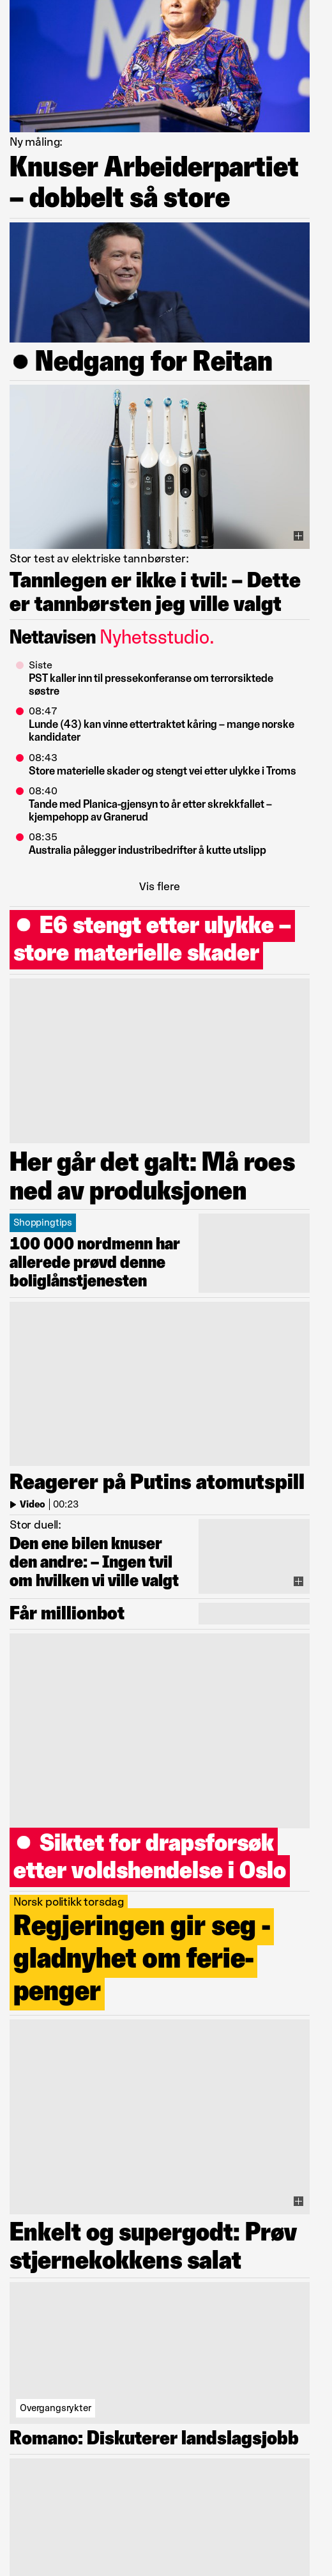 Ny måling:
Knuser Arbeiderpartiet
– dobbelt så store
● Nedgang for Reitan
Stor test av elektriske tannbørster:
Tannlegen er ikke i tvil: – Dette
er tannbørsten jeg ville valgt
Nettavisen Nyhetsstudio.
Siste
PST kaller inn til pressekonferanse om terrorsiktede
søstre
08:47
Lunde (43) kan vinne ettertraktet kåring – mange norske
kandidater
08:43
Store materielle skader og stengt vei etter ulykke i Troms
08:40
Tande med Planica-gjensyn to år etter skrekkfallet –
kjempehopp av Granerud
08:35
Australia pålegger industribedrifter å kutte utslipp
Vis flere
● E6 stengt etter ulykke –
store materielle skader
Her går det galt: Må roes
ned av produksjonen
Shoppingtips
100 000 nordmenn har
allerede prøvd denne
boliglånstjenesten
Reagerer på Putins atomutspill
Video | 00:23
Stor duell:
Den ene bilen knuser
den andre: – Ingen tvil
om hvilken vi ville valgt
Får millionbot
● Siktet for drapsforsøk
etter voldshendelse i Oslo
Norsk politikk torsdag
Regjeringen gir seg -
gladnyhet om ferie-
penger
Enkelt og supergodt: Prøv
stjernekokkens salat
Overgangsrykter
Romano: Diskuterer landslagsjobb